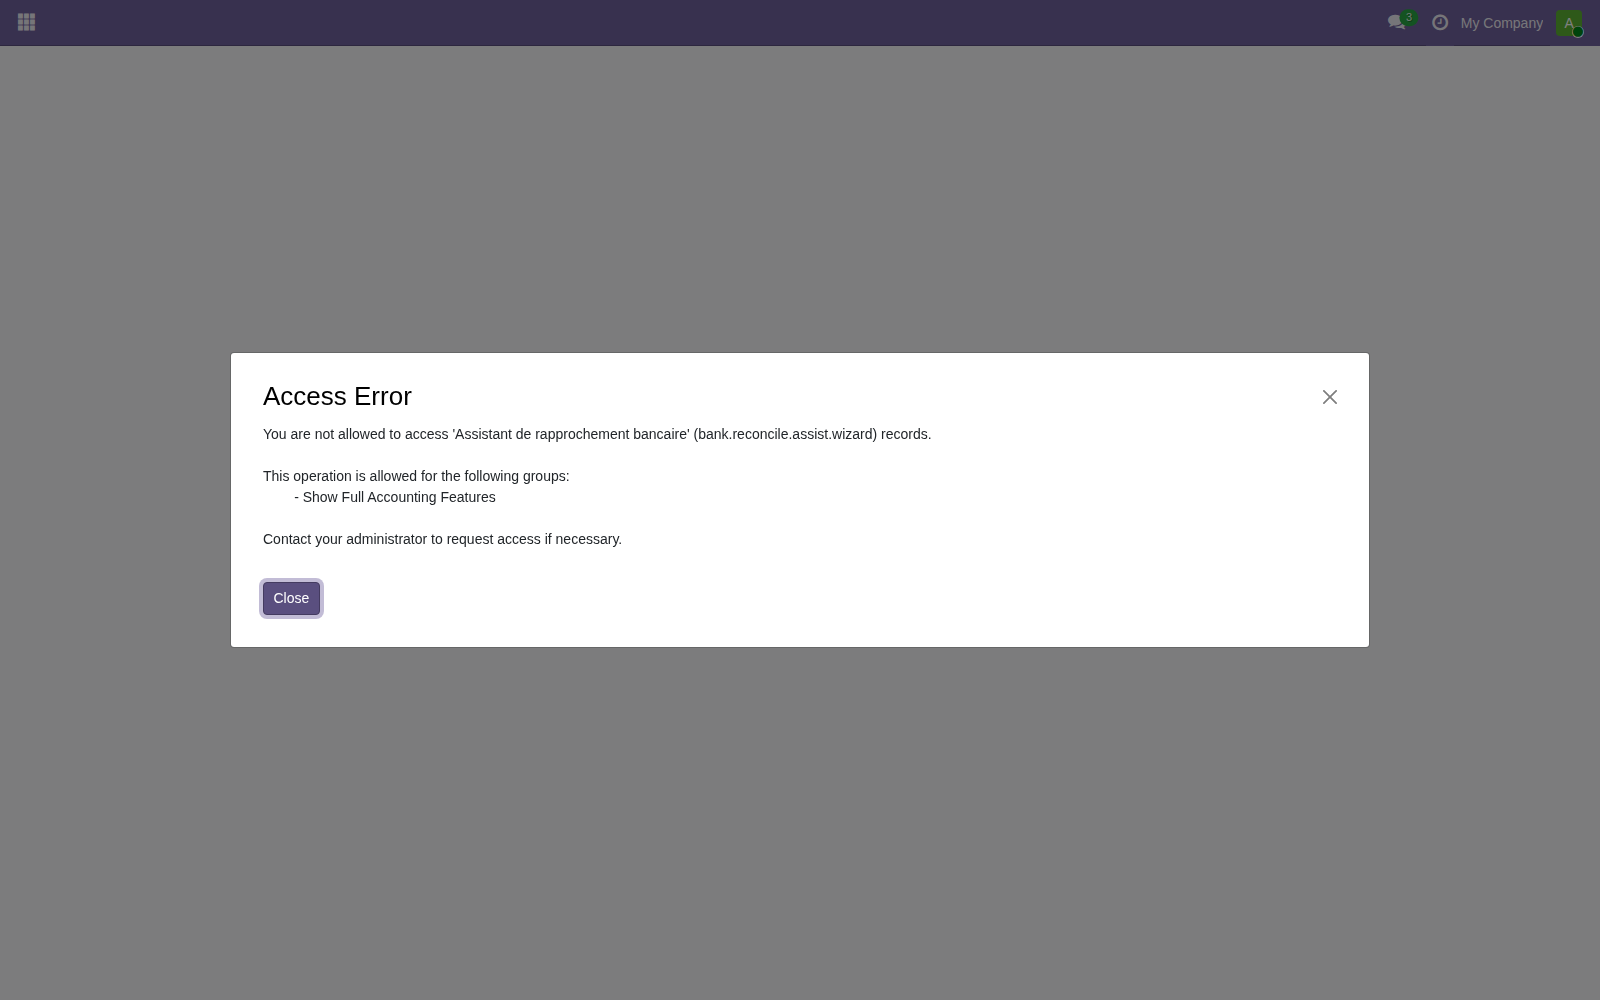 3
My Company
A
Access Error
You are not allowed to access 'Assistant de rapprochement bancaire' (bank.reconcile.assist.wizard) records.
This operation is allowed for the following groups:
- Show Full Accounting Features
Contact your administrator to request access if necessary.
Close